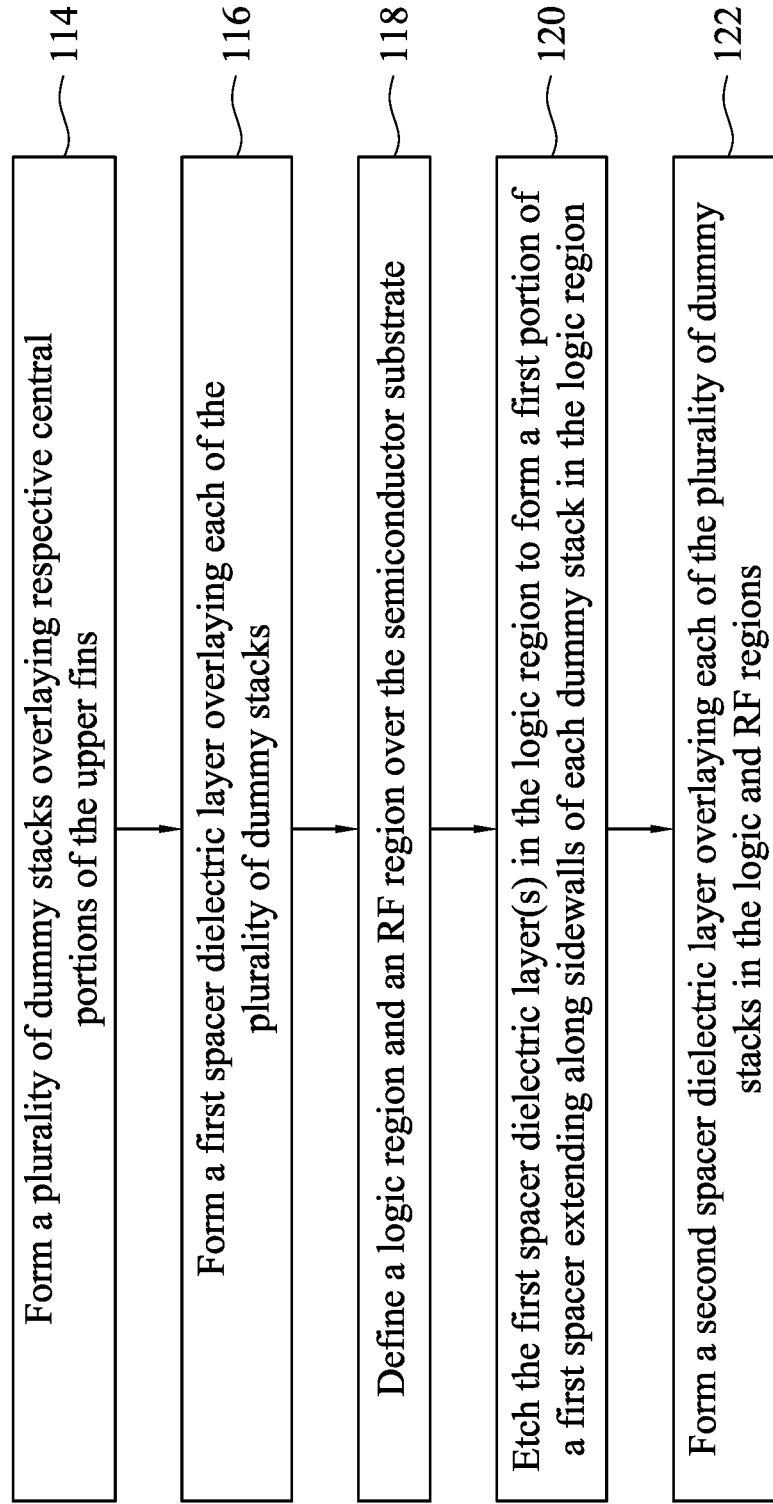 Form a plurality of dummy stacks overlaying respective central
portions of the upper fins
114
Form a first spacer dielectric layer overlaying each of the
plurality of dummy stacks
116
Define a logic region and an RF region over the semiconductor substrate
118
Etch the first spacer dielectric layer(s) in the logic region to form a first portion of
a first spacer extending along sidewalls of each dummy stack in the logic region
120
Form a second spacer dielectric layer overlaying each of the plurality of dummy
stacks in the logic and RF regions
122